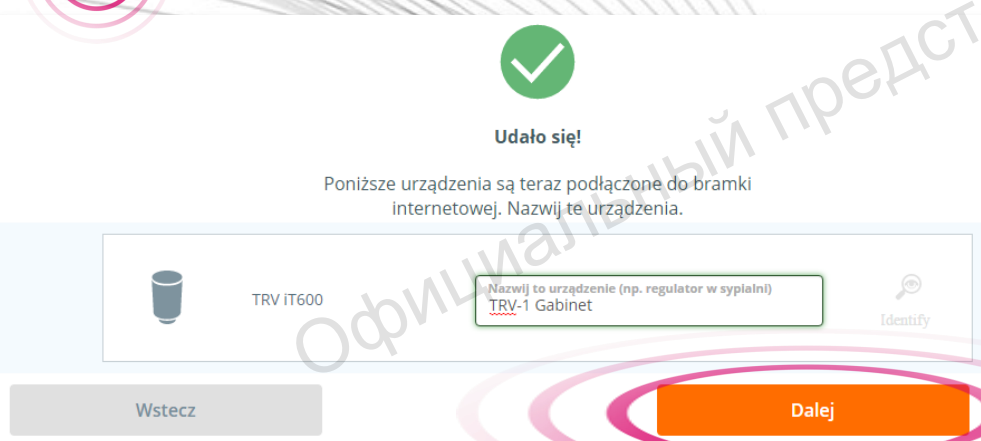 Udało się!
Poniższe urządzenia są teraz podłączone do bramki
internetowej. Nazwij te urządzenia.
TRV iT600
Nazwij to urządzenie (np. regulator w sypialni)
TRV-1 Gabinet
Identify
Wstecz
Dalej
Официальный